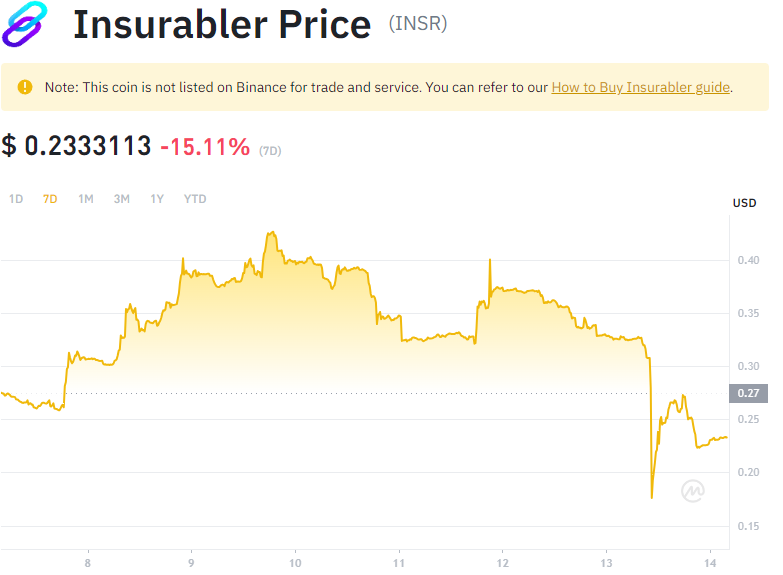 Insurabler Price (INSR)
Note: This coin is not listed on Binance for trade and service. You can refer to our How to Buy Insurabler guide.
$ 0.2333113 -15.11% (7D)
1D 7D 1M 3M 1Y YTD
USD
0.40
0.35
0.30
0.27
0.25
0.20
0.15
8 9 10 11 12 13 14